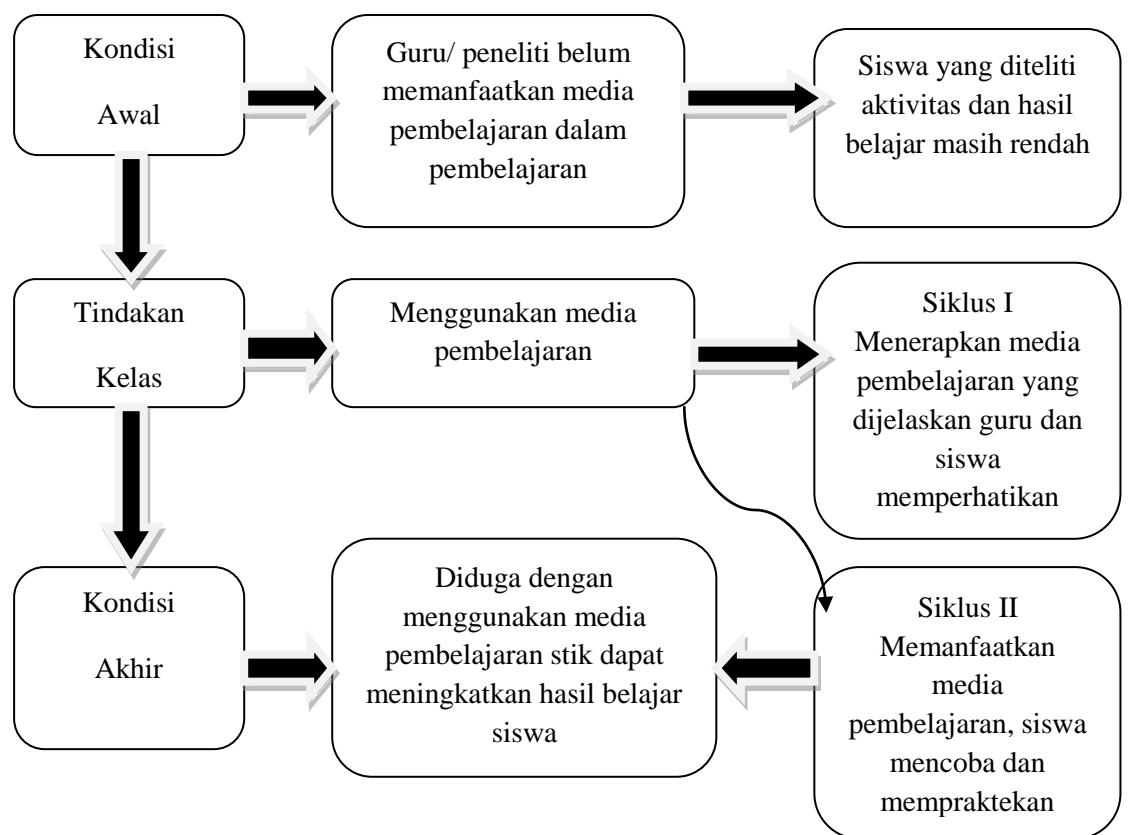 Kondisi
Awal
Guru/ peneliti belum
memanfaatkan media
pembelajaran dalam
pembelajaran
Siswa yang diteliti
aktivitas dan hasil
belajar masih rendah
Tindakan
Kelas
Menggunakan media
pembelajaran
Siklus I
Menerapkan media
pembelajaran yang
dijelaskan guru dan
siswa
memperhatikan
Kondisi
Akhir
Diduga dengan
menggunakan media
pembelajaran stik dapat
meningkatkan hasil belajar
siswa
Siklus II
Memanfaatkan
media
pembelajaran, siswa
mencoba dan
mempraktekan